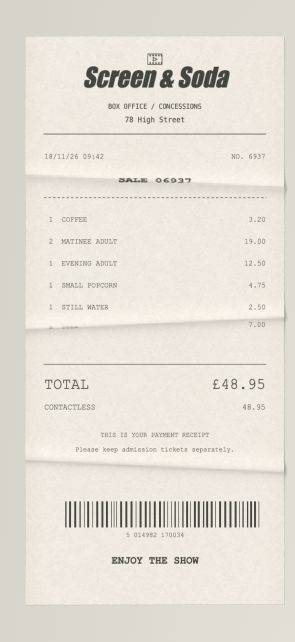 Screen & Soda
BOX OFFICE / CONCESSIONS
78 High Street
18/11/26 09:42 NO. 6937
SALE 06937
1 COFFEE 3.20
2 MATINEE ADULT 19.00
1 EVENING ADULT 12.50
1 SMALL POPCORN 4.75
1 STILL WATER 2.50
7.00
TOTAL £48.95
CONTACTLESS 48.95
THIS IS YOUR PAYMENT RECEIPT
Please keep admission tickets separately.
5 014982 170034
ENJOY THE SHOW